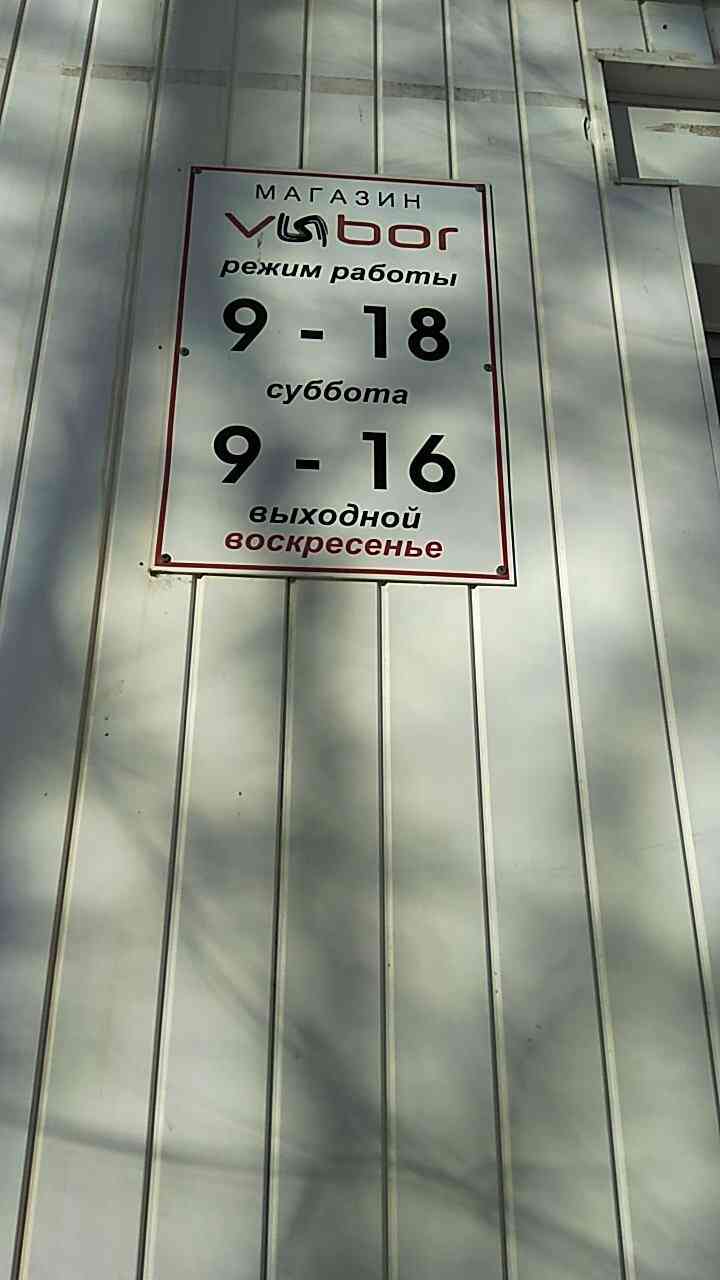 МАГАЗИН
vybor
режим работы
9 - 18
суббота
9 - 16
выходной
воскресенье